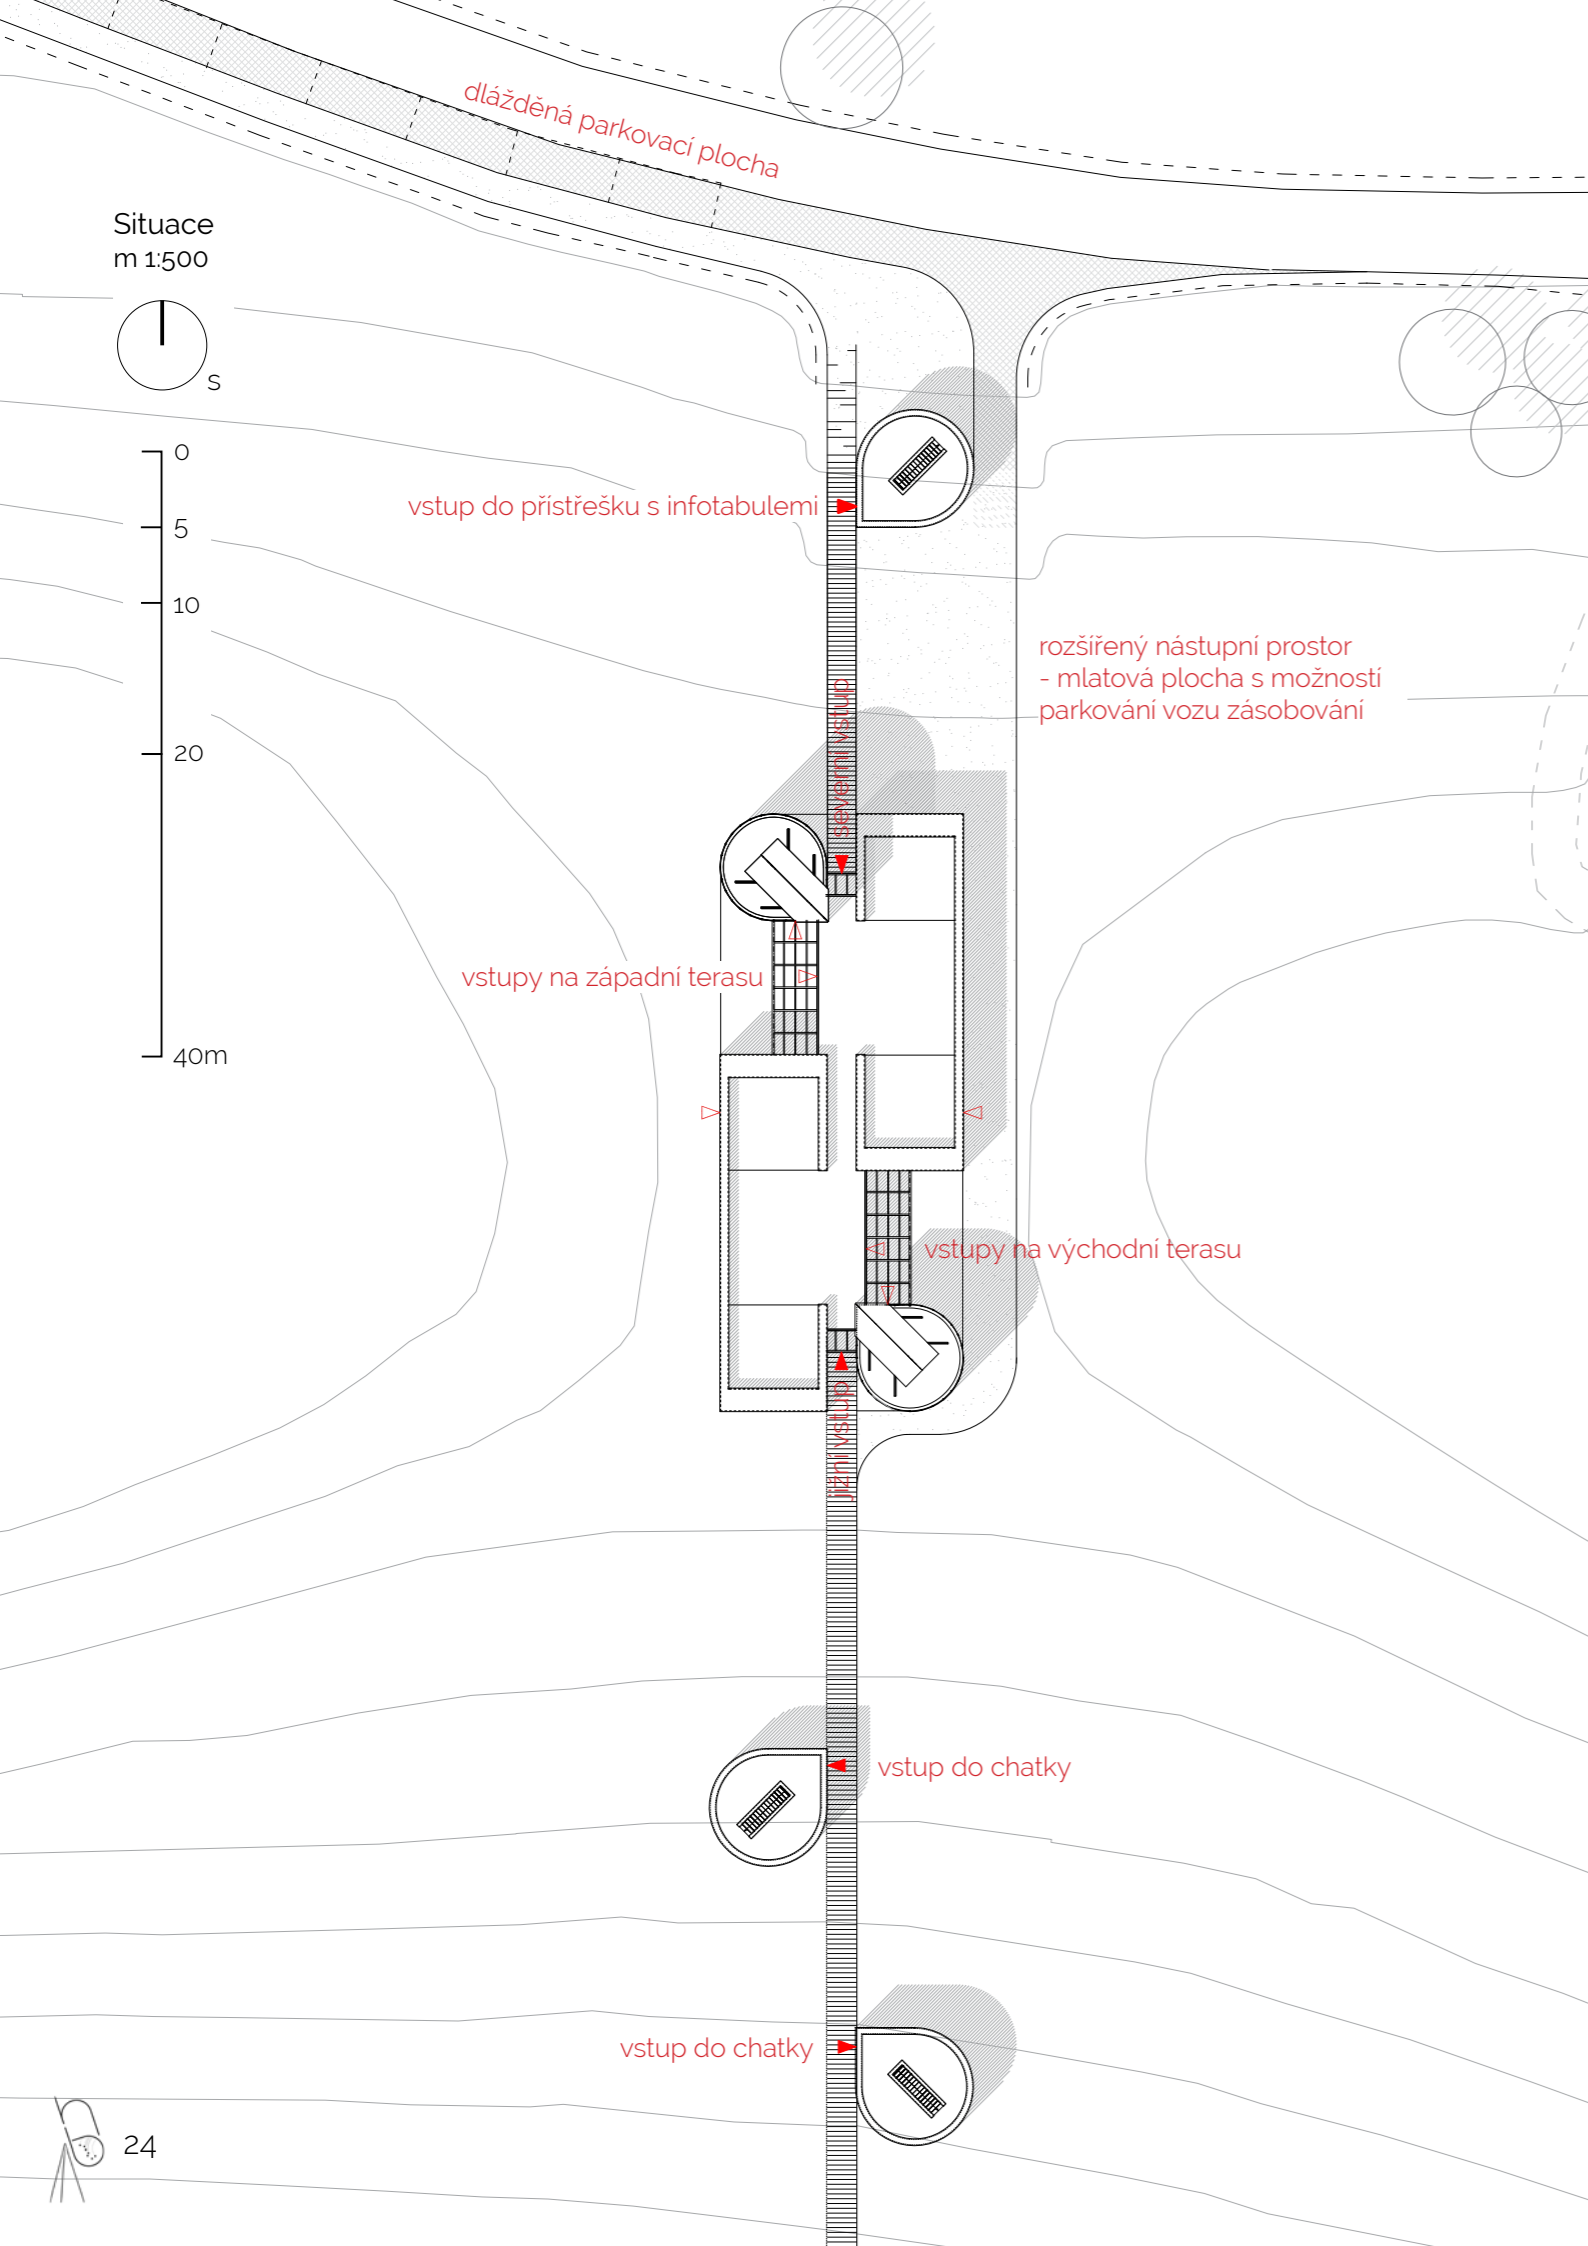 dlážděná parkovací plocha
Situace
m 1:500
S
0
5
10
20
40m
vstup do přístřešku s infotabulemi
rozšířený nástupní prostor
- mlatová plocha s možností
parkování vozu zásobování
severní vstup
vstupy na západní terasu
vstupy na východní terasu
jižní vstup
vstup do chatky
vstup do chatky
24